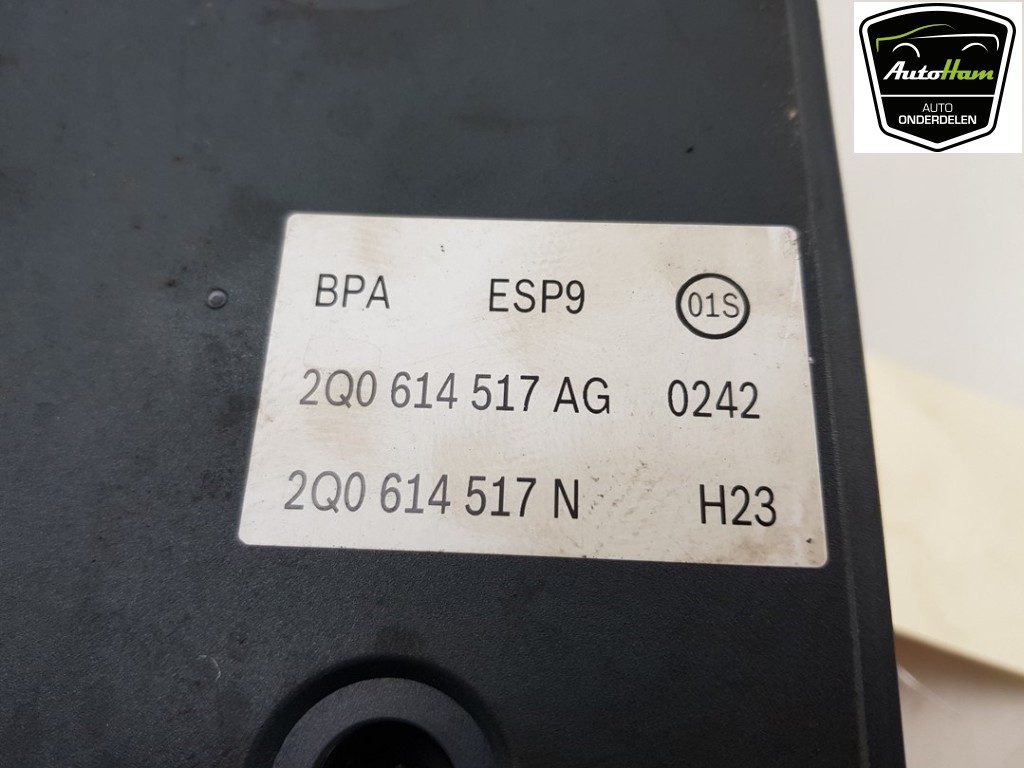 AutoHam
AUTO
ONDERDELEN
BPA ESP9 01S
2Q0 614 517 AG 0242
2Q0 614 517 N H23